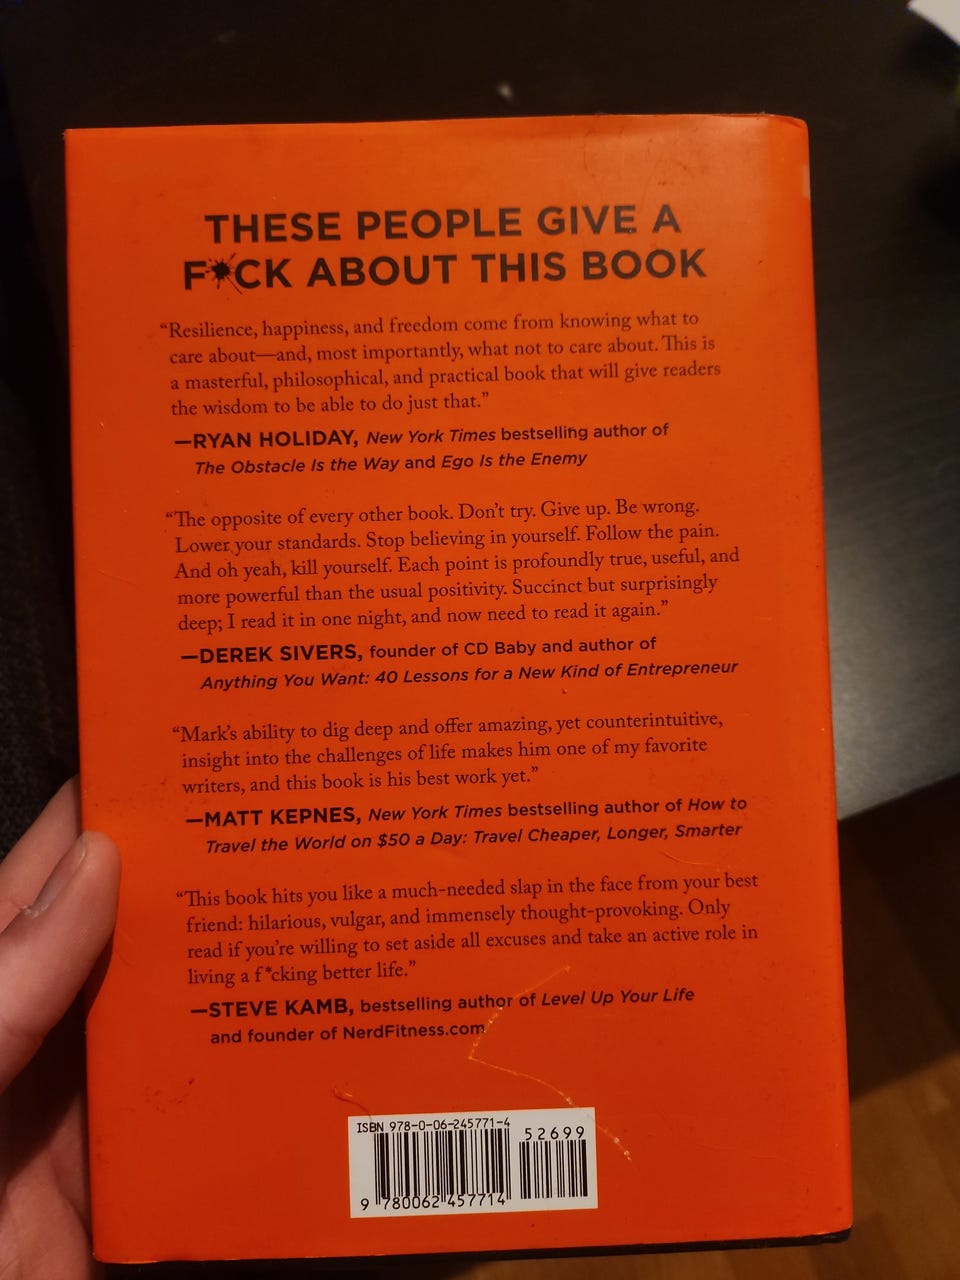 THESE PEOPLE GIVE A
F*CK ABOUT THIS BOOK
“Resilience, happiness, and freedom come from knowing what to
care about—and, most importantly, what not to care about. This is
a masterful, philosophical, and practical book that will give readers
the wisdom to be able to do just that.”
—RYAN HOLIDAY, New York Times bestselling author of
The Obstacle Is the Way and Ego Is the Enemy
“The opposite of every other book. Don’t try. Give up. Be wrong.
Lower your standards. Stop believing in yourself. Follow the pain.
And oh yeah, kill yourself. Each point is profoundly true, useful, and
more powerful than the usual positivity. Succinct but surprisingly
deep; I read it in one night, and now need to read it again.”
—DEREK SIVERS, founder of CD Baby and author of
Anything You Want: 40 Lessons for a New Kind of Entrepreneur
“Mark’s ability to dig deep and offer amazing, yet counterintuitive,
insight into the challenges of life makes him one of my favorite
writers, and this book is his best work yet.”
—MATT KEPNES, New York Times bestselling author of How to
Travel the World on $50 a Day: Travel Cheaper, Longer, Smarter
“This book hits you like a much-needed slap in the face from your best
friend: hilarious, vulgar, and immensely thought-provoking. Only
read if you’re willing to set aside all excuses and take an active role in
living a f*cking better life.”
—STEVE KAMB, bestselling author of Level Up Your Life
and founder of NerdFitness.com
ISBN 978-0-06-245771-4
52699
9 780062 457714